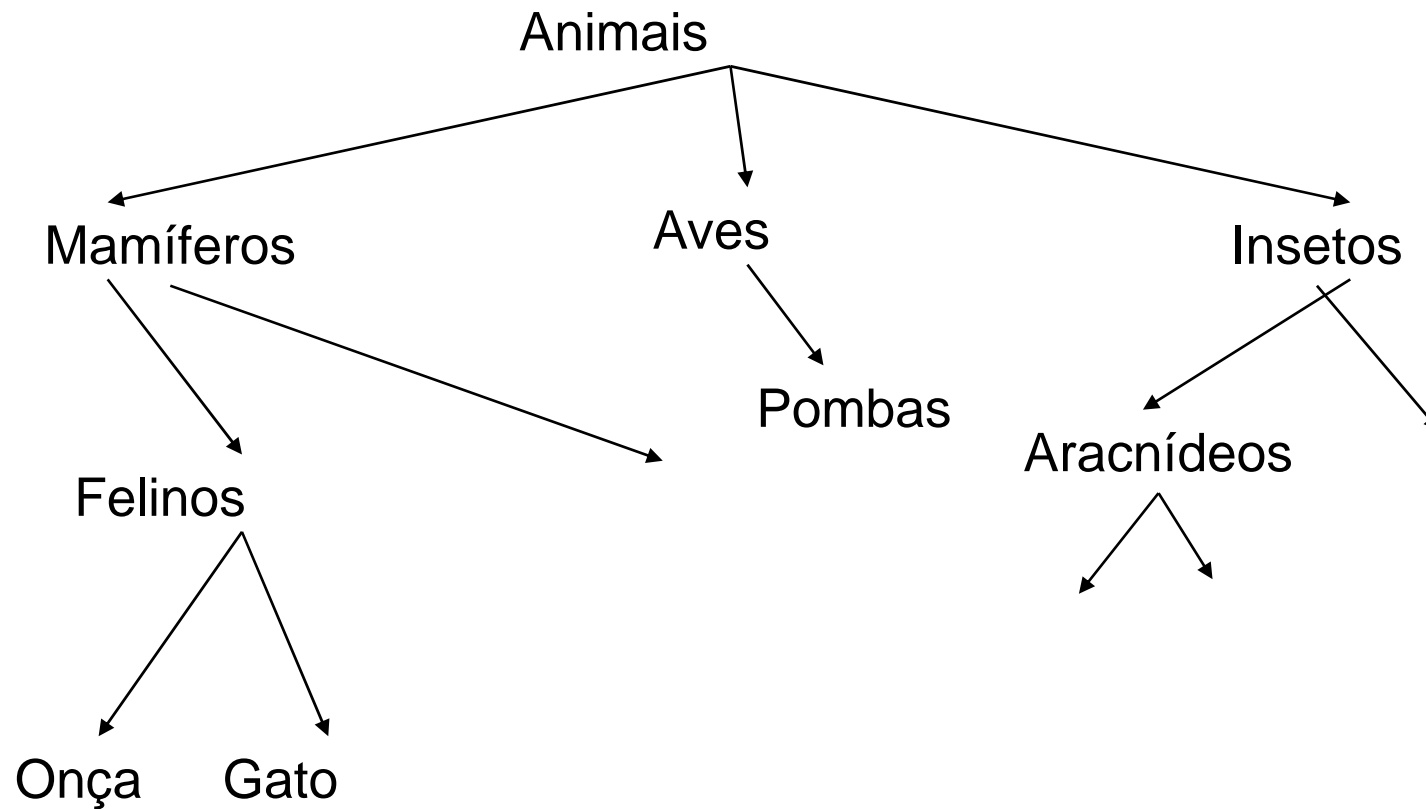 Animais
Mamíferos
Aves
Insetos
Pombas
Aracnídeos
Felinos
Onça
Gato